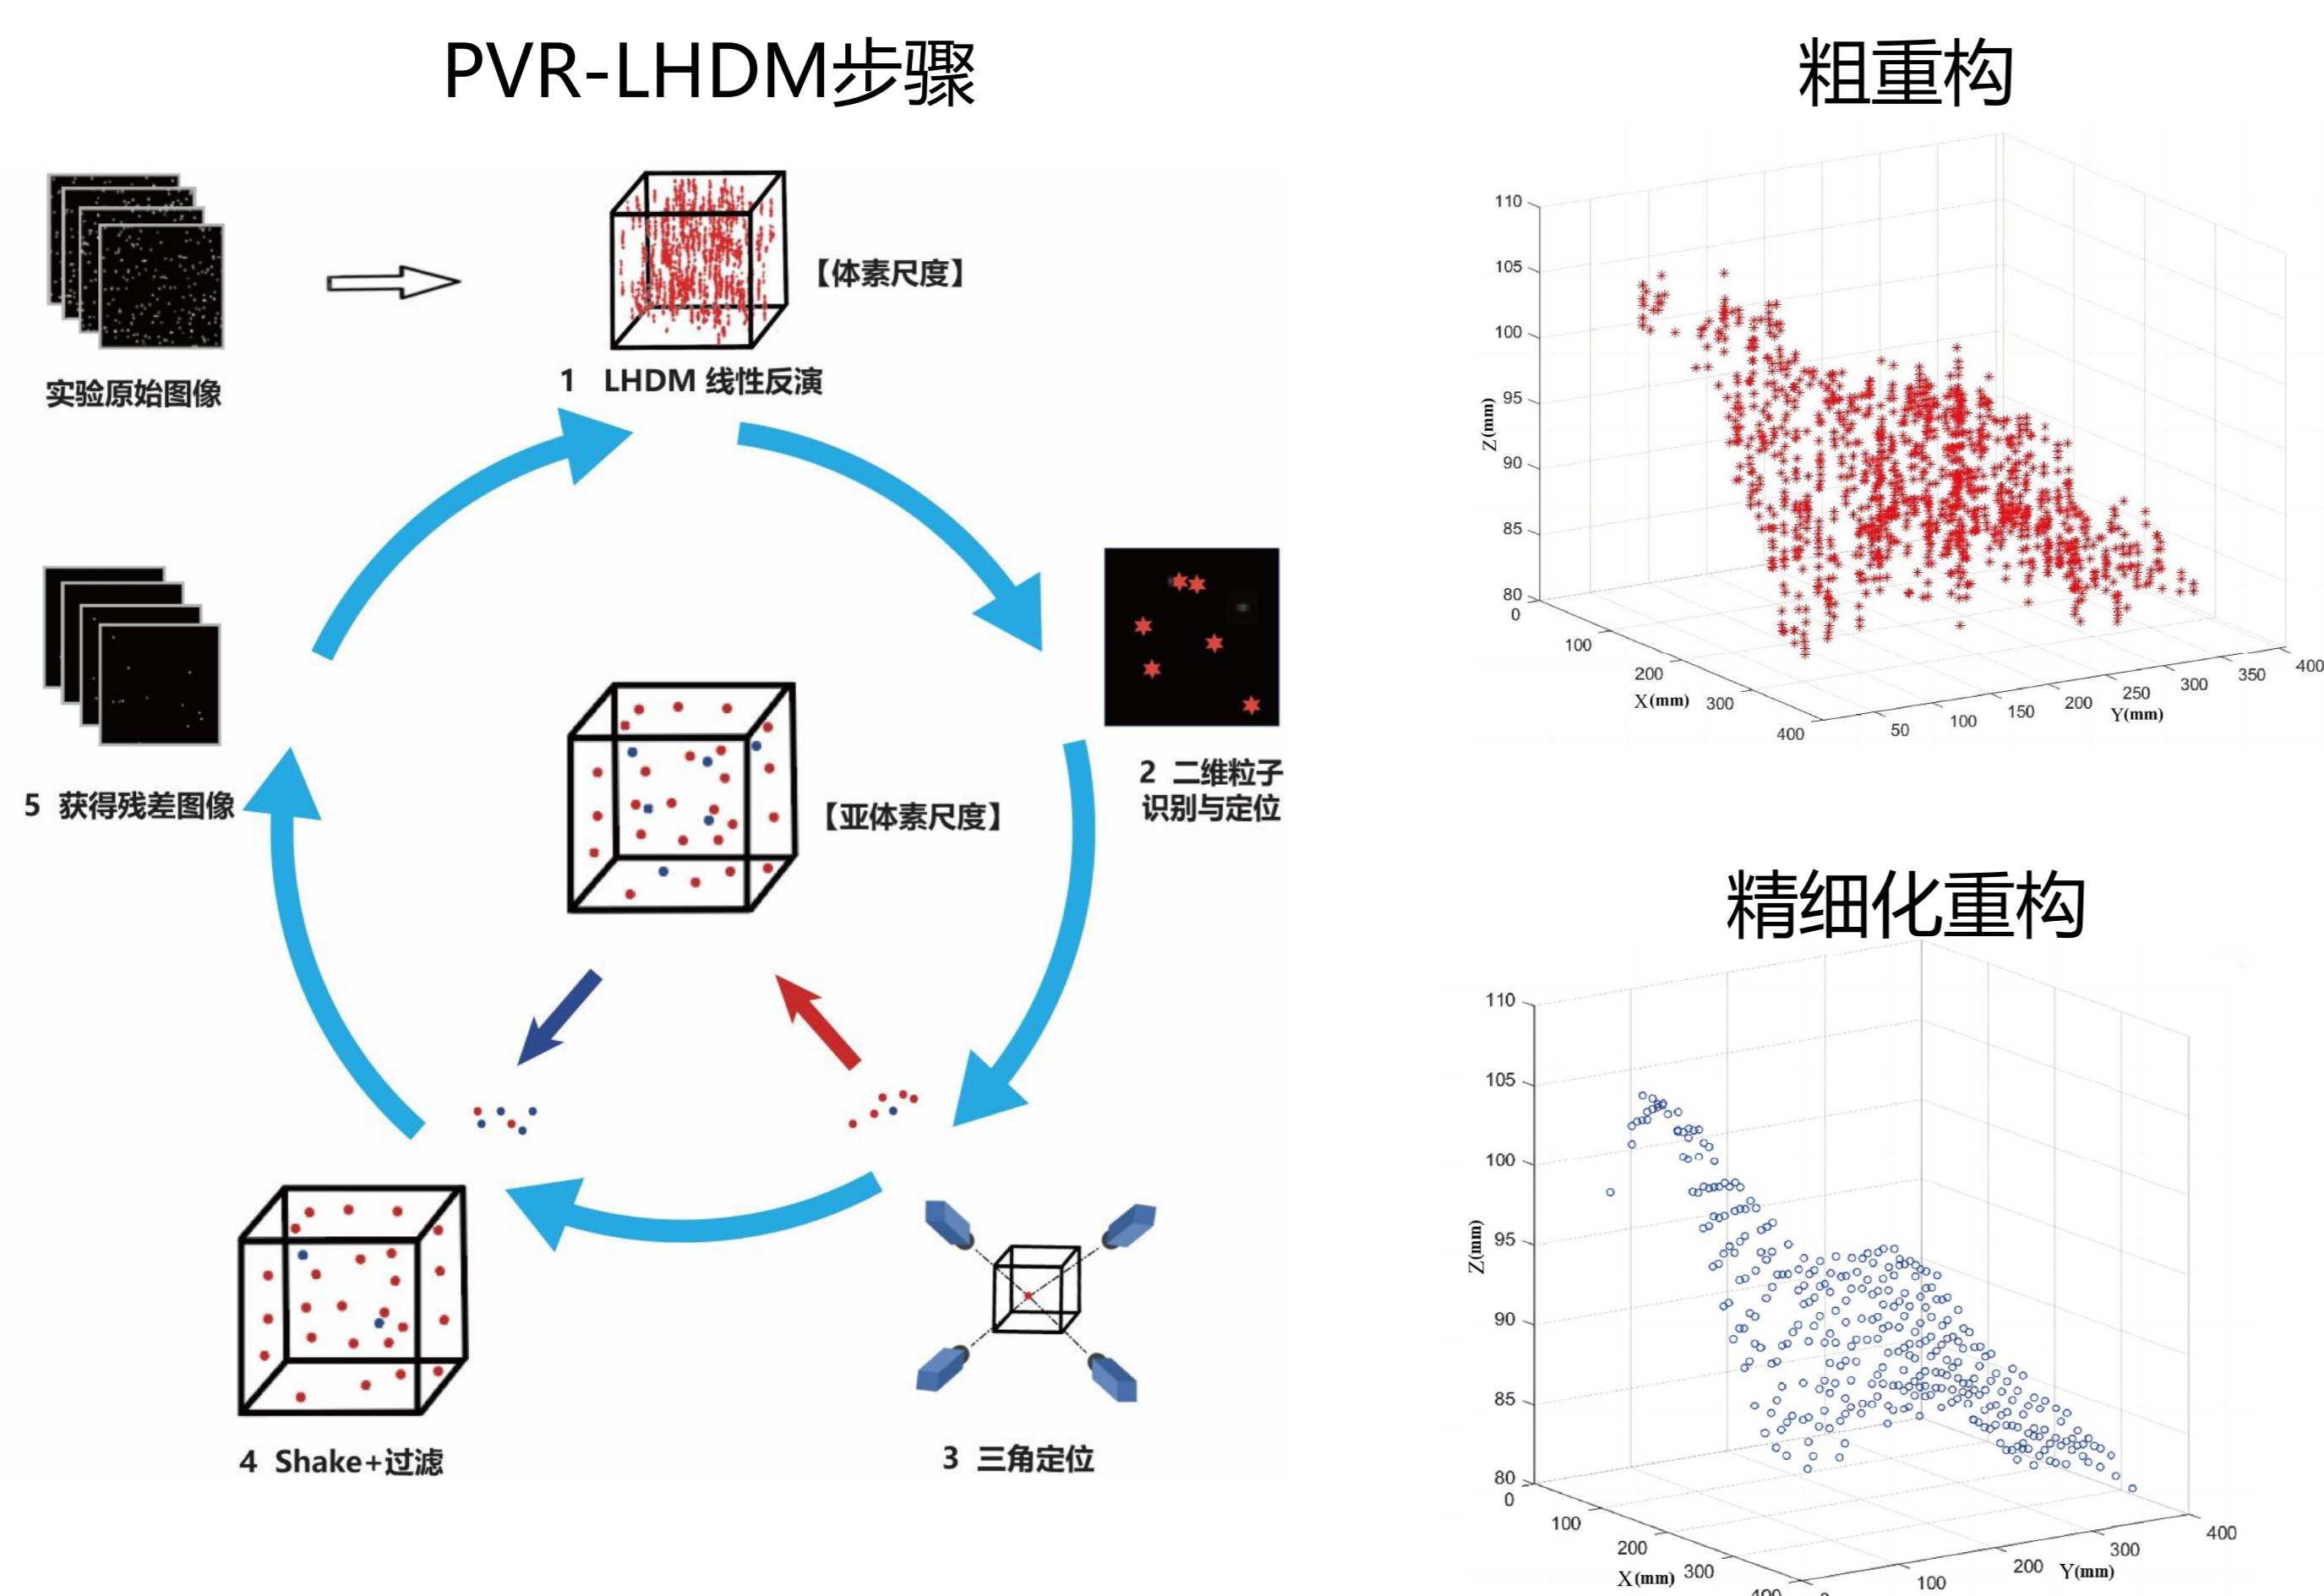 PVR-LHDM步骤
实验原始图像
【体素尺度】
1 LHDM 线性反演
2 二维粒子
识别与定位
【亚体素尺度】
5 获得残差图像
4 Shake+过滤
3 三角定位
粗重构
110
105
100
95
90
85
80
Z(mm)
0
100
200
300
400
X(mm)
50
100
150
200
250
300
350
400
Y(mm)
精细化重构
110
105
100
95
90
85
80
Z(mm)
0
100
200
300
X(mm)
100
200
300
400
Y(mm)